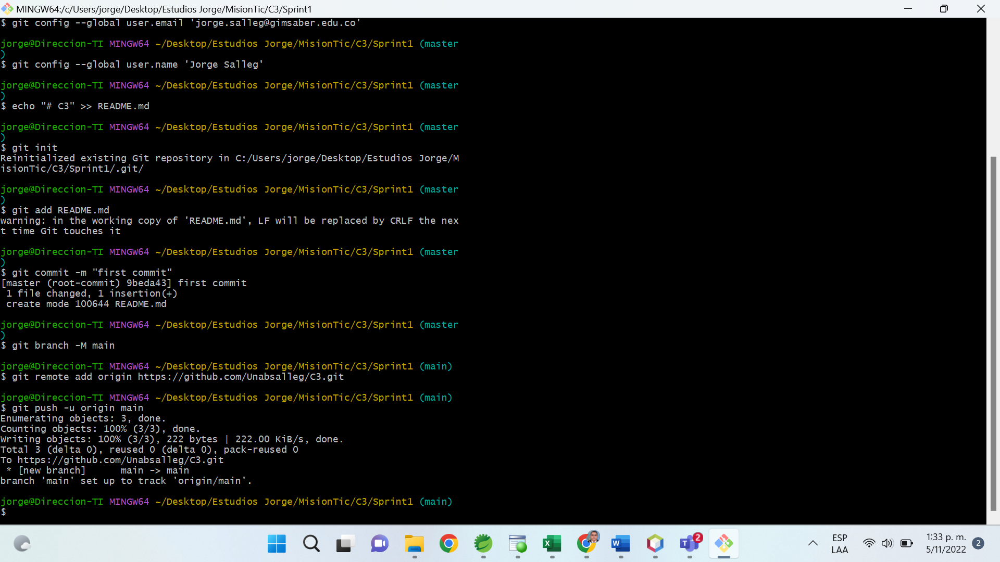 MINGW64:/c/Users/jorge/Desktop/Estudios Jorge/MisionTic/C3/Sprint1
$ git config --global user.email 'jorge.salleg@gimsaber.edu.co'
jorge@Direccion-TI MINGW64 ~/Desktop/Estudios Jorge/MisionTic/C3/Sprint1 (master
)
$ git config --global user.name 'Jorge Salleg'
jorge@Direccion-TI MINGW64 ~/Desktop/Estudios Jorge/MisionTic/C3/Sprint1 (master
)
$ echo "# C3" >> README.md
jorge@Direccion-TI MINGW64 ~/Desktop/Estudios Jorge/MisionTic/C3/Sprint1 (master
)
$ git init
Reinitialized existing Git repository in C:/Users/jorge/Desktop/Estudios Jorge/M
isionTic/C3/Sprint1/.git/
jorge@Direccion-TI MINGW64 ~/Desktop/Estudios Jorge/MisionTic/C3/Sprint1 (master
)
$ git add README.md
warning: in the working copy of 'README.md', LF will be replaced by CRLF the nex
t time Git touches it
jorge@Direccion-TI MINGW64 ~/Desktop/Estudios Jorge/MisionTic/C3/Sprint1 (master
)
$ git commit -m "first commit"
[master (root-commit) 9beda43] first commit
 1 file changed, 1 insertion(+)
 create mode 100644 README.md
jorge@Direccion-TI MINGW64 ~/Desktop/Estudios Jorge/MisionTic/C3/Sprint1 (master
)
$ git branch -M main
jorge@Direccion-TI MINGW64 ~/Desktop/Estudios Jorge/MisionTic/C3/Sprint1 (main)
$ git remote add origin https://github.com/Unabsalleg/C3.git
jorge@Direccion-TI MINGW64 ~/Desktop/Estudios Jorge/MisionTic/C3/Sprint1 (main)
$ git push -u origin main
Enumerating objects: 3, done.
Counting objects: 100% (3/3), done.
Writing objects: 100% (3/3), 222 bytes | 222.00 KiB/s, done.
Total 3 (delta 0), reused 0 (delta 0), pack-reused 0
To https://github.com/Unabsalleg/C3.git
 * [new branch]      main -> main
branch 'main' set up to track 'origin/main'.
jorge@Direccion-TI MINGW64 ~/Desktop/Estudios Jorge/MisionTic/C3/Sprint1 (main)
$
X
W
T
2
ESP
LAA
1:33 p. m.
5/11/2022
2